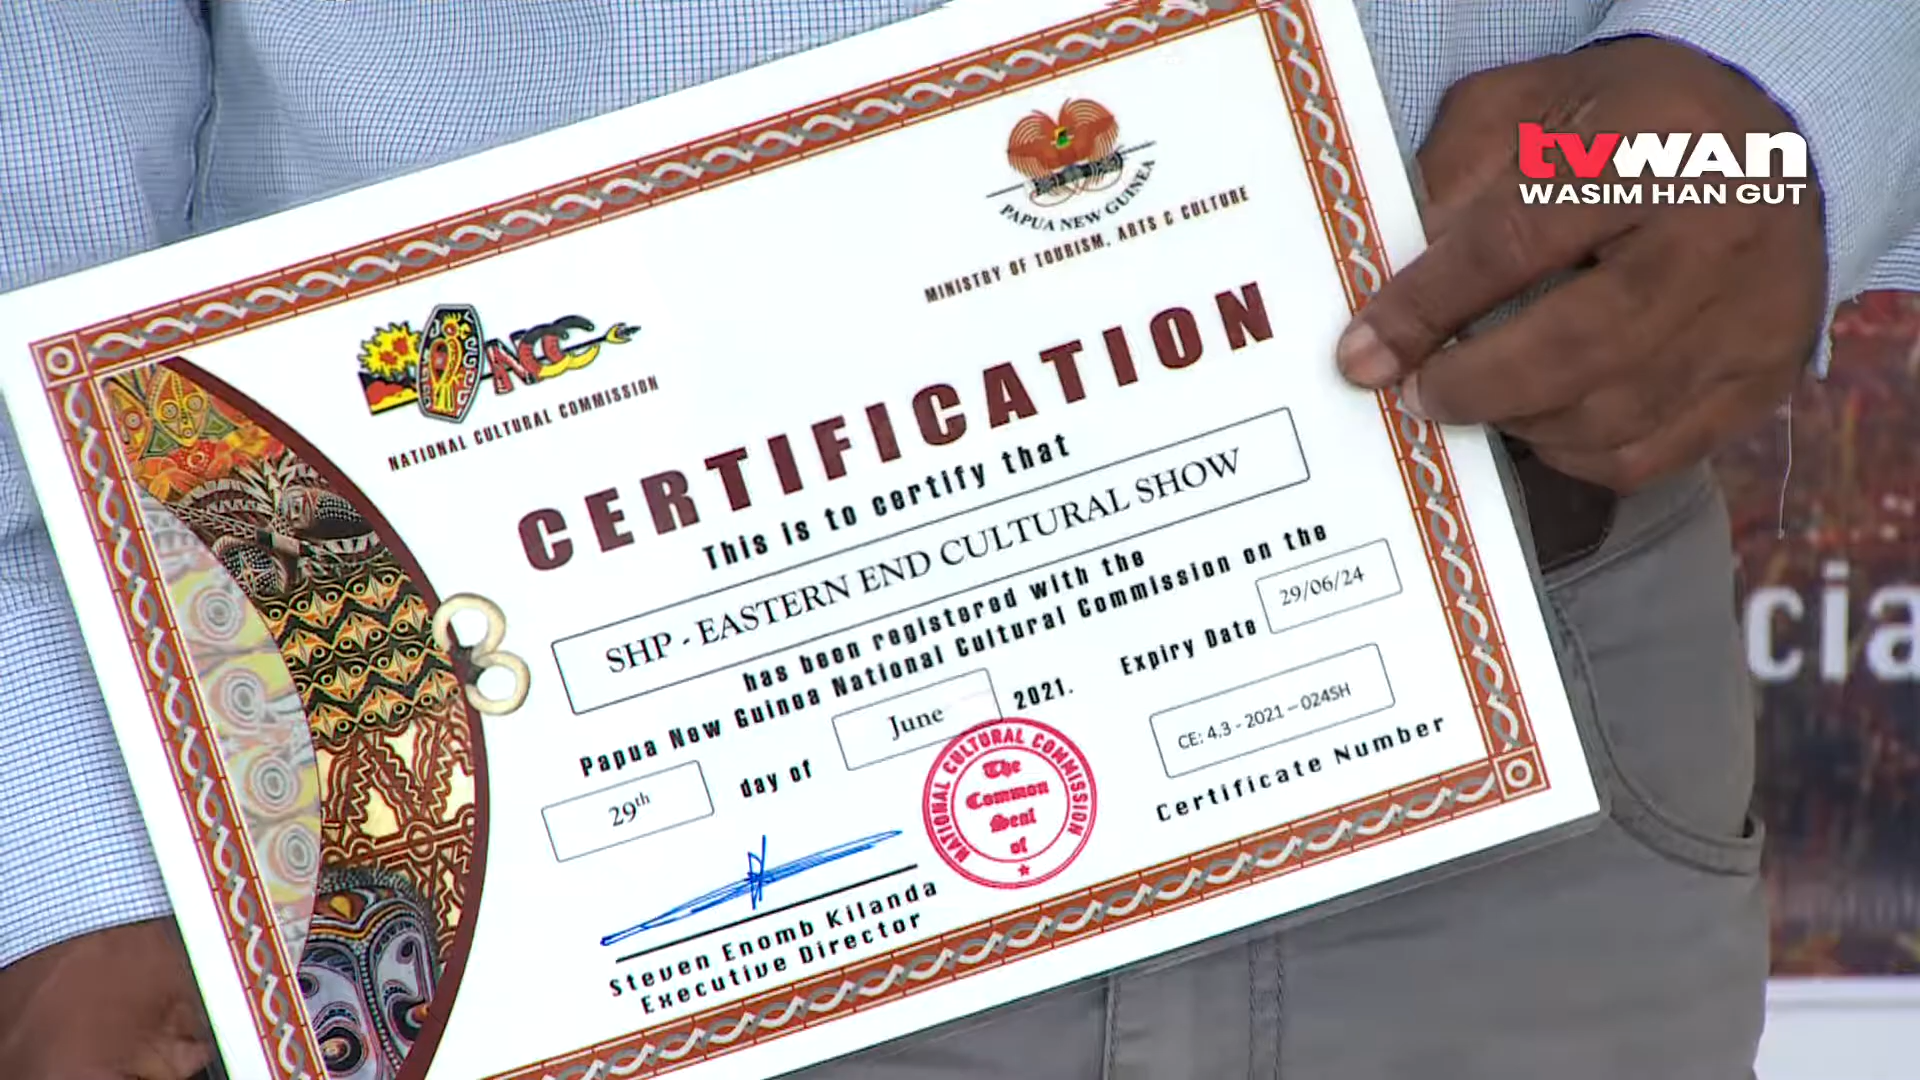 tvwan
WASIM HAN GUT
PAPUA NEW GUINEA
MINISTRY OF TOURISM, ARTS & CULTURE
NCC
NATIONAL CULTURAL COMMISSION
CERTIFICATION
This is to certify that
SHP - EASTERN END CULTURAL SHOW
has been registered with the
Papua New Guinea National Cultural Commission on the
29th day of June 2021.
Expiry Date 29/06/24
CE: 4.3 - 2021 – 024SH
Certificate Number
NATIONAL CULTURAL COMMISSION
The
Common
Seal
of
Steven Enomb Kilanda
Executive Director
cia